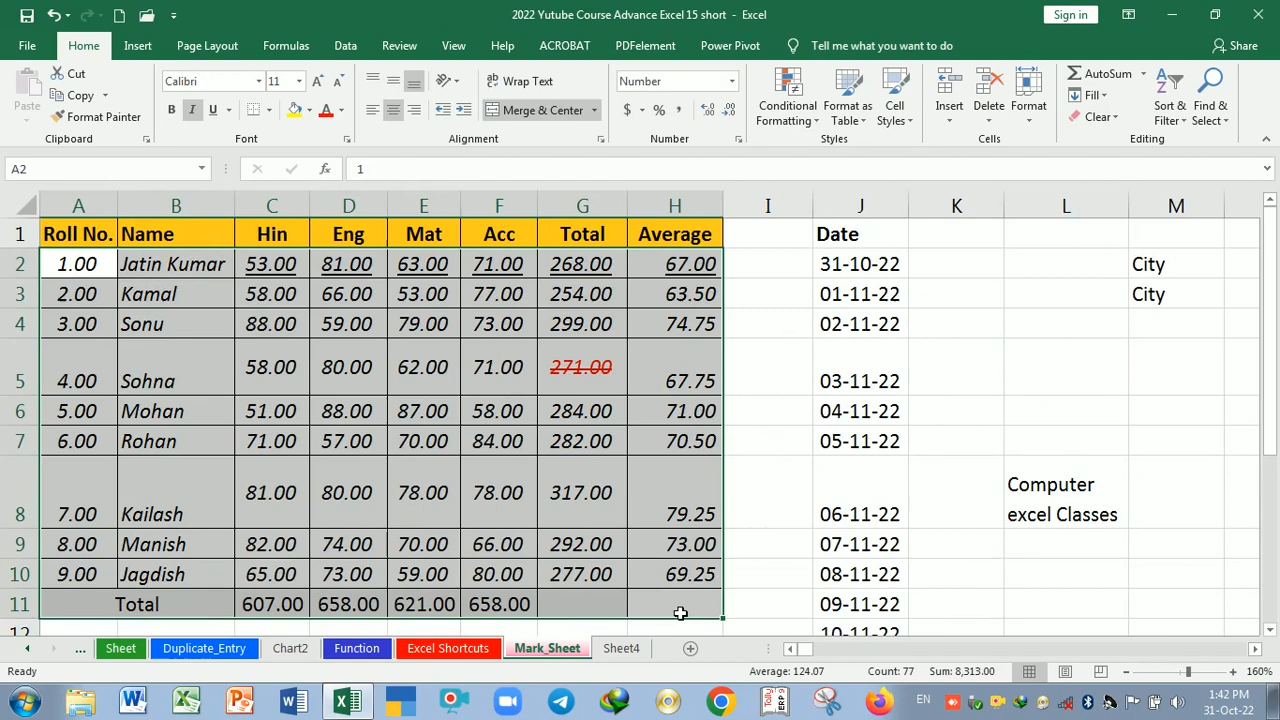 2022 Yutube Course Advance Excel 15 short - Excel
Sign in
File Home Insert Page Layout Formulas Data Review View Help ACROBAT PDFelement Power Pivot Tell me what you want to do Share
Paste
Cut
Copy
Format Painter
Clipboard
Calibri 11
B I U
Font
Wrap Text
Merge & Center
Alignment
Number
$ % ,
Number
Conditional Formatting
Format as Table
Cell Styles
Styles
Insert
Delete
Format
Cells
AutoSum
Fill
Clear
Sort & Filter
Find & Select
Editing
A2 fx 1
A B C D E F G H I J K L M
1 Roll No. Name Hin Eng Mat Acc Total Average Date
2 1.00 Jatin Kumar 53.00 81.00 63.00 71.00 268.00 67.00 31-10-22 City
3 2.00 Kamal 58.00 66.00 53.00 77.00 254.00 63.50 01-11-22 City
4 3.00 Sonu 88.00 59.00 79.00 73.00 299.00 74.75 02-11-22
5 4.00 Sohna 58.00 80.00 62.00 71.00 271.00 67.75 03-11-22
6 5.00 Mohan 51.00 88.00 87.00 58.00 284.00 71.00 04-11-22
7 6.00 Rohan 71.00 57.00 70.00 84.00 282.00 70.50 05-11-22
8 7.00 Kailash 81.00 80.00 78.00 78.00 317.00 79.25 06-11-22 Computer excel Classes
9 8.00 Manish 82.00 74.00 70.00 66.00 292.00 73.00 07-11-22
10 9.00 Jagdish 65.00 73.00 59.00 80.00 277.00 69.25 08-11-22
11 Total 607.00 658.00 621.00 658.00 09-11-22
12 10-11-22
... Sheet Duplicate_Entry Chart2 Function Excel Shortcuts Mark_Sheet Sheet4
Ready Average: 124.07 Count: 77 Sum: 8,313.00 160%
EN 1:42 PM
31-Oct-22